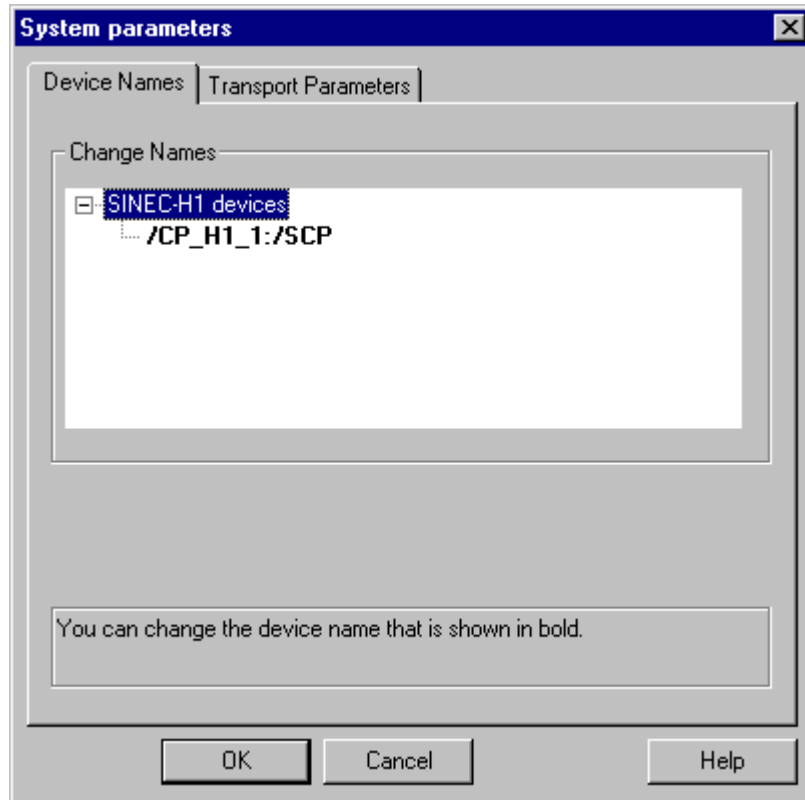 System parameters
Device Names
Transport Parameters
Change Names
SINEC-H1 devices
/CP_H1_1:/SCP
You can change the device name that is shown in bold.
OK
Cancel
Help